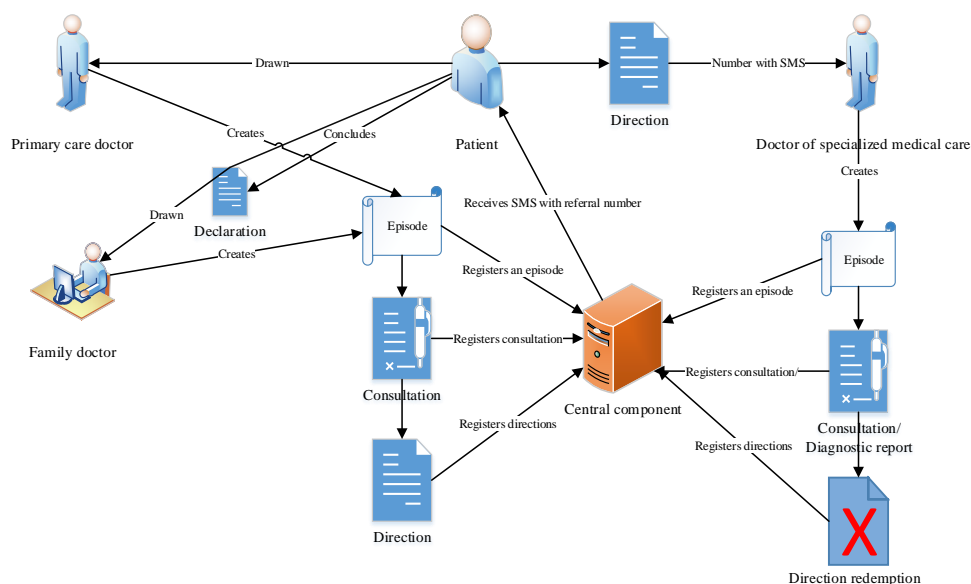 Drawn
Number with SMS
Primary care doctor
Creates
Concludes
Patient
Direction
Doctor of specialized medical care
Creates
Declaration
Drawn
Receives SMS with referral number
Episode
Episode
Creates
Registers an episode
Registers an episode
Family doctor
Registers consultation
Registers consultation/
Consultation
Central component
Registers directions
Consultation/
Diagnostic report
Registers directions
Direction
X
Direction redemption